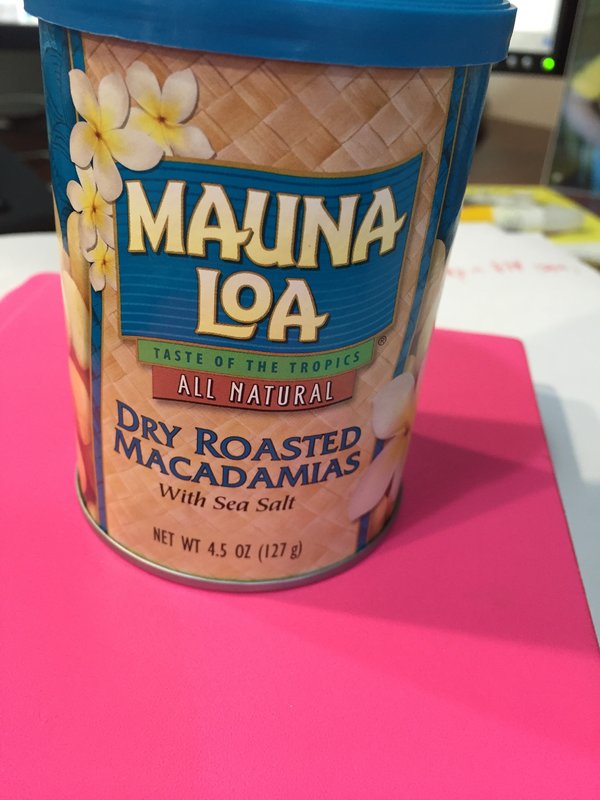 MAUNA
LOA
®
TASTE OF THE TROPICS
ALL NATURAL
DRY ROASTED
MACADAMIAS
With Sea Salt
NET WT 4.5 OZ (127 g)